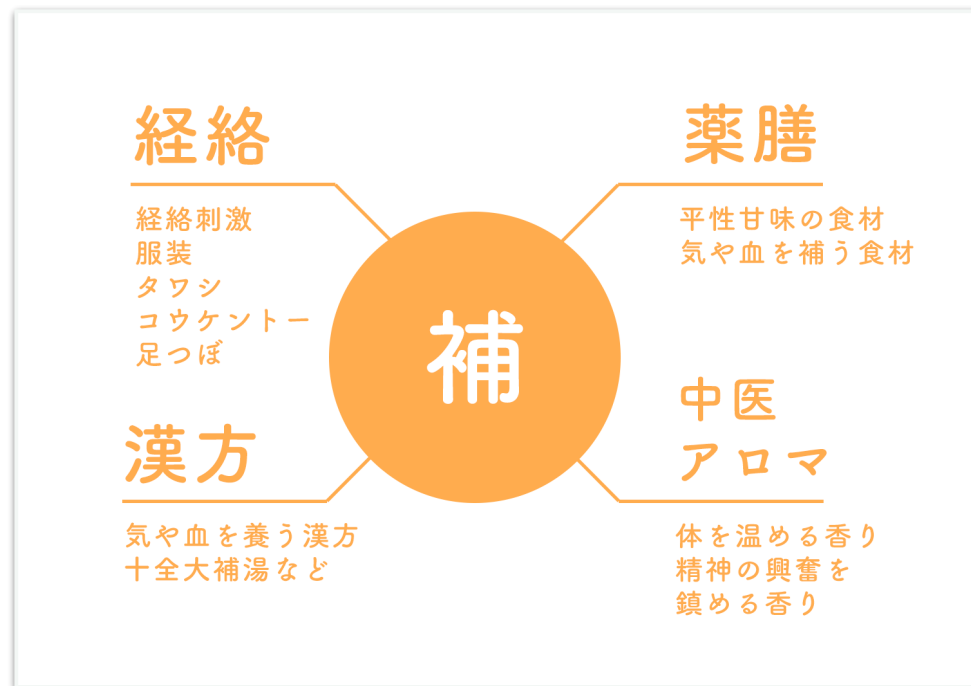 経絡
経絡刺激
服装
タワシ
コウケントー
足つぼ
薬膳
平性甘味の食材
気や血を補う食材
補
漢方
気や血を養う漢方
十全大補湯など
中医
アロマ
体を温める香り
精神の興奮を
鎮める香り